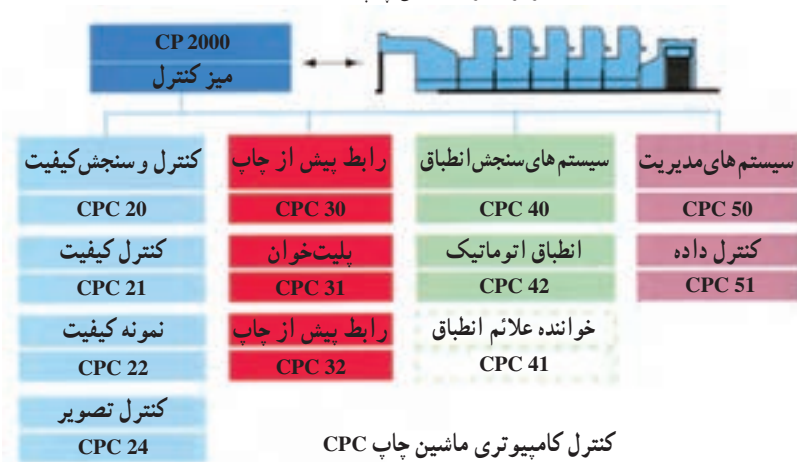 CP 2000
میز کنترل
سیستم های مدیریت
CPC 50
کنترل داده
CPC 51
سیستم های سنجش انطباق
CPC 40
انطباق اتوماتیک
CPC 42
خواننده علائم انطباق
CPC 41
رابط پیش از چاپ
CPC 30
پلیت‌خوان
CPC 31
رابط پیش از چاپ
CPC 32
کنترل و سنجش کیفیت
CPC 20
کنترل کیفیت
CPC 21
نمونه کیفیت
CPC 22
کنترل تصویر
CPC 24
کنترل کامپیوتری ماشین چاپ CPC